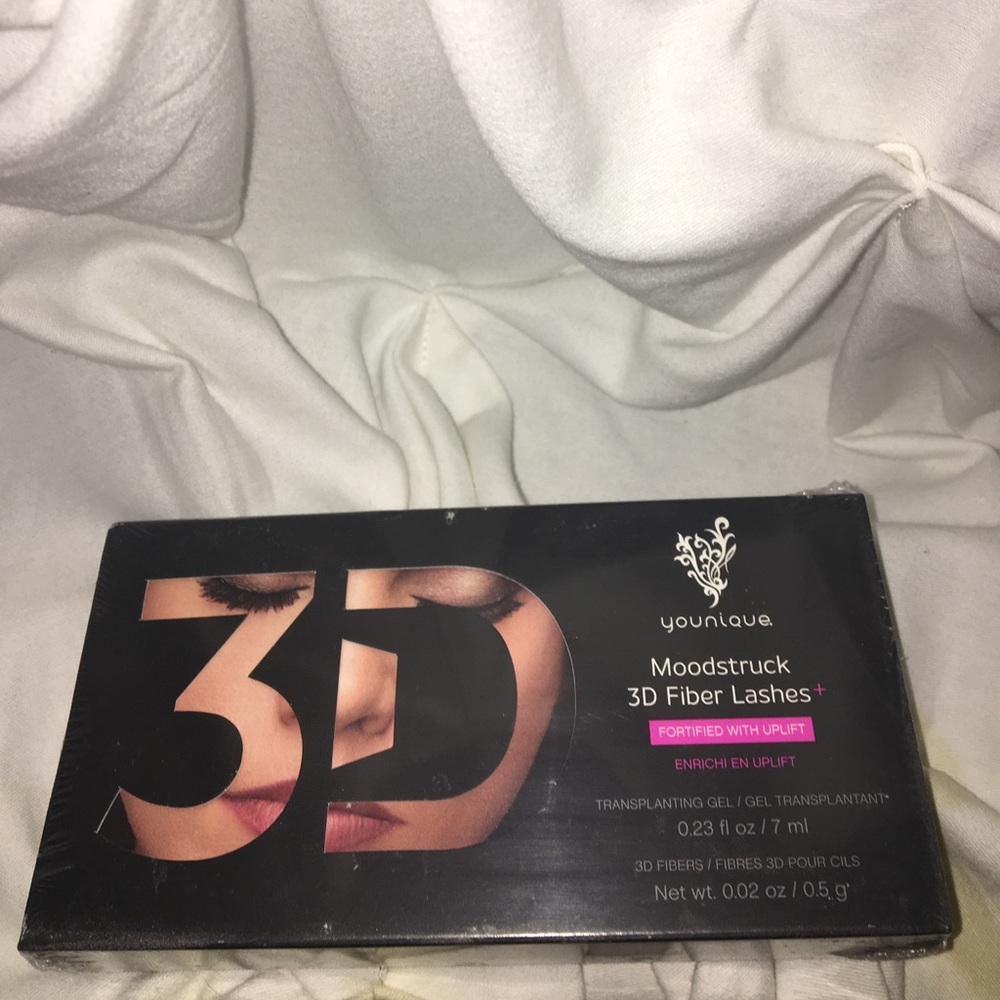 3D
younique
Moodstruck
3D Fiber Lashes+
FORTIFIED WITH UPLIFT
ENRICHI EN UPLIFT
TRANSPLANTING GEL / GEL TRANSPLANTANT*
0.23 fl oz / 7 ml
3D FIBERS / FIBRES 3D POUR CILS
Net wt. 0.02 oz / 0.5 g*